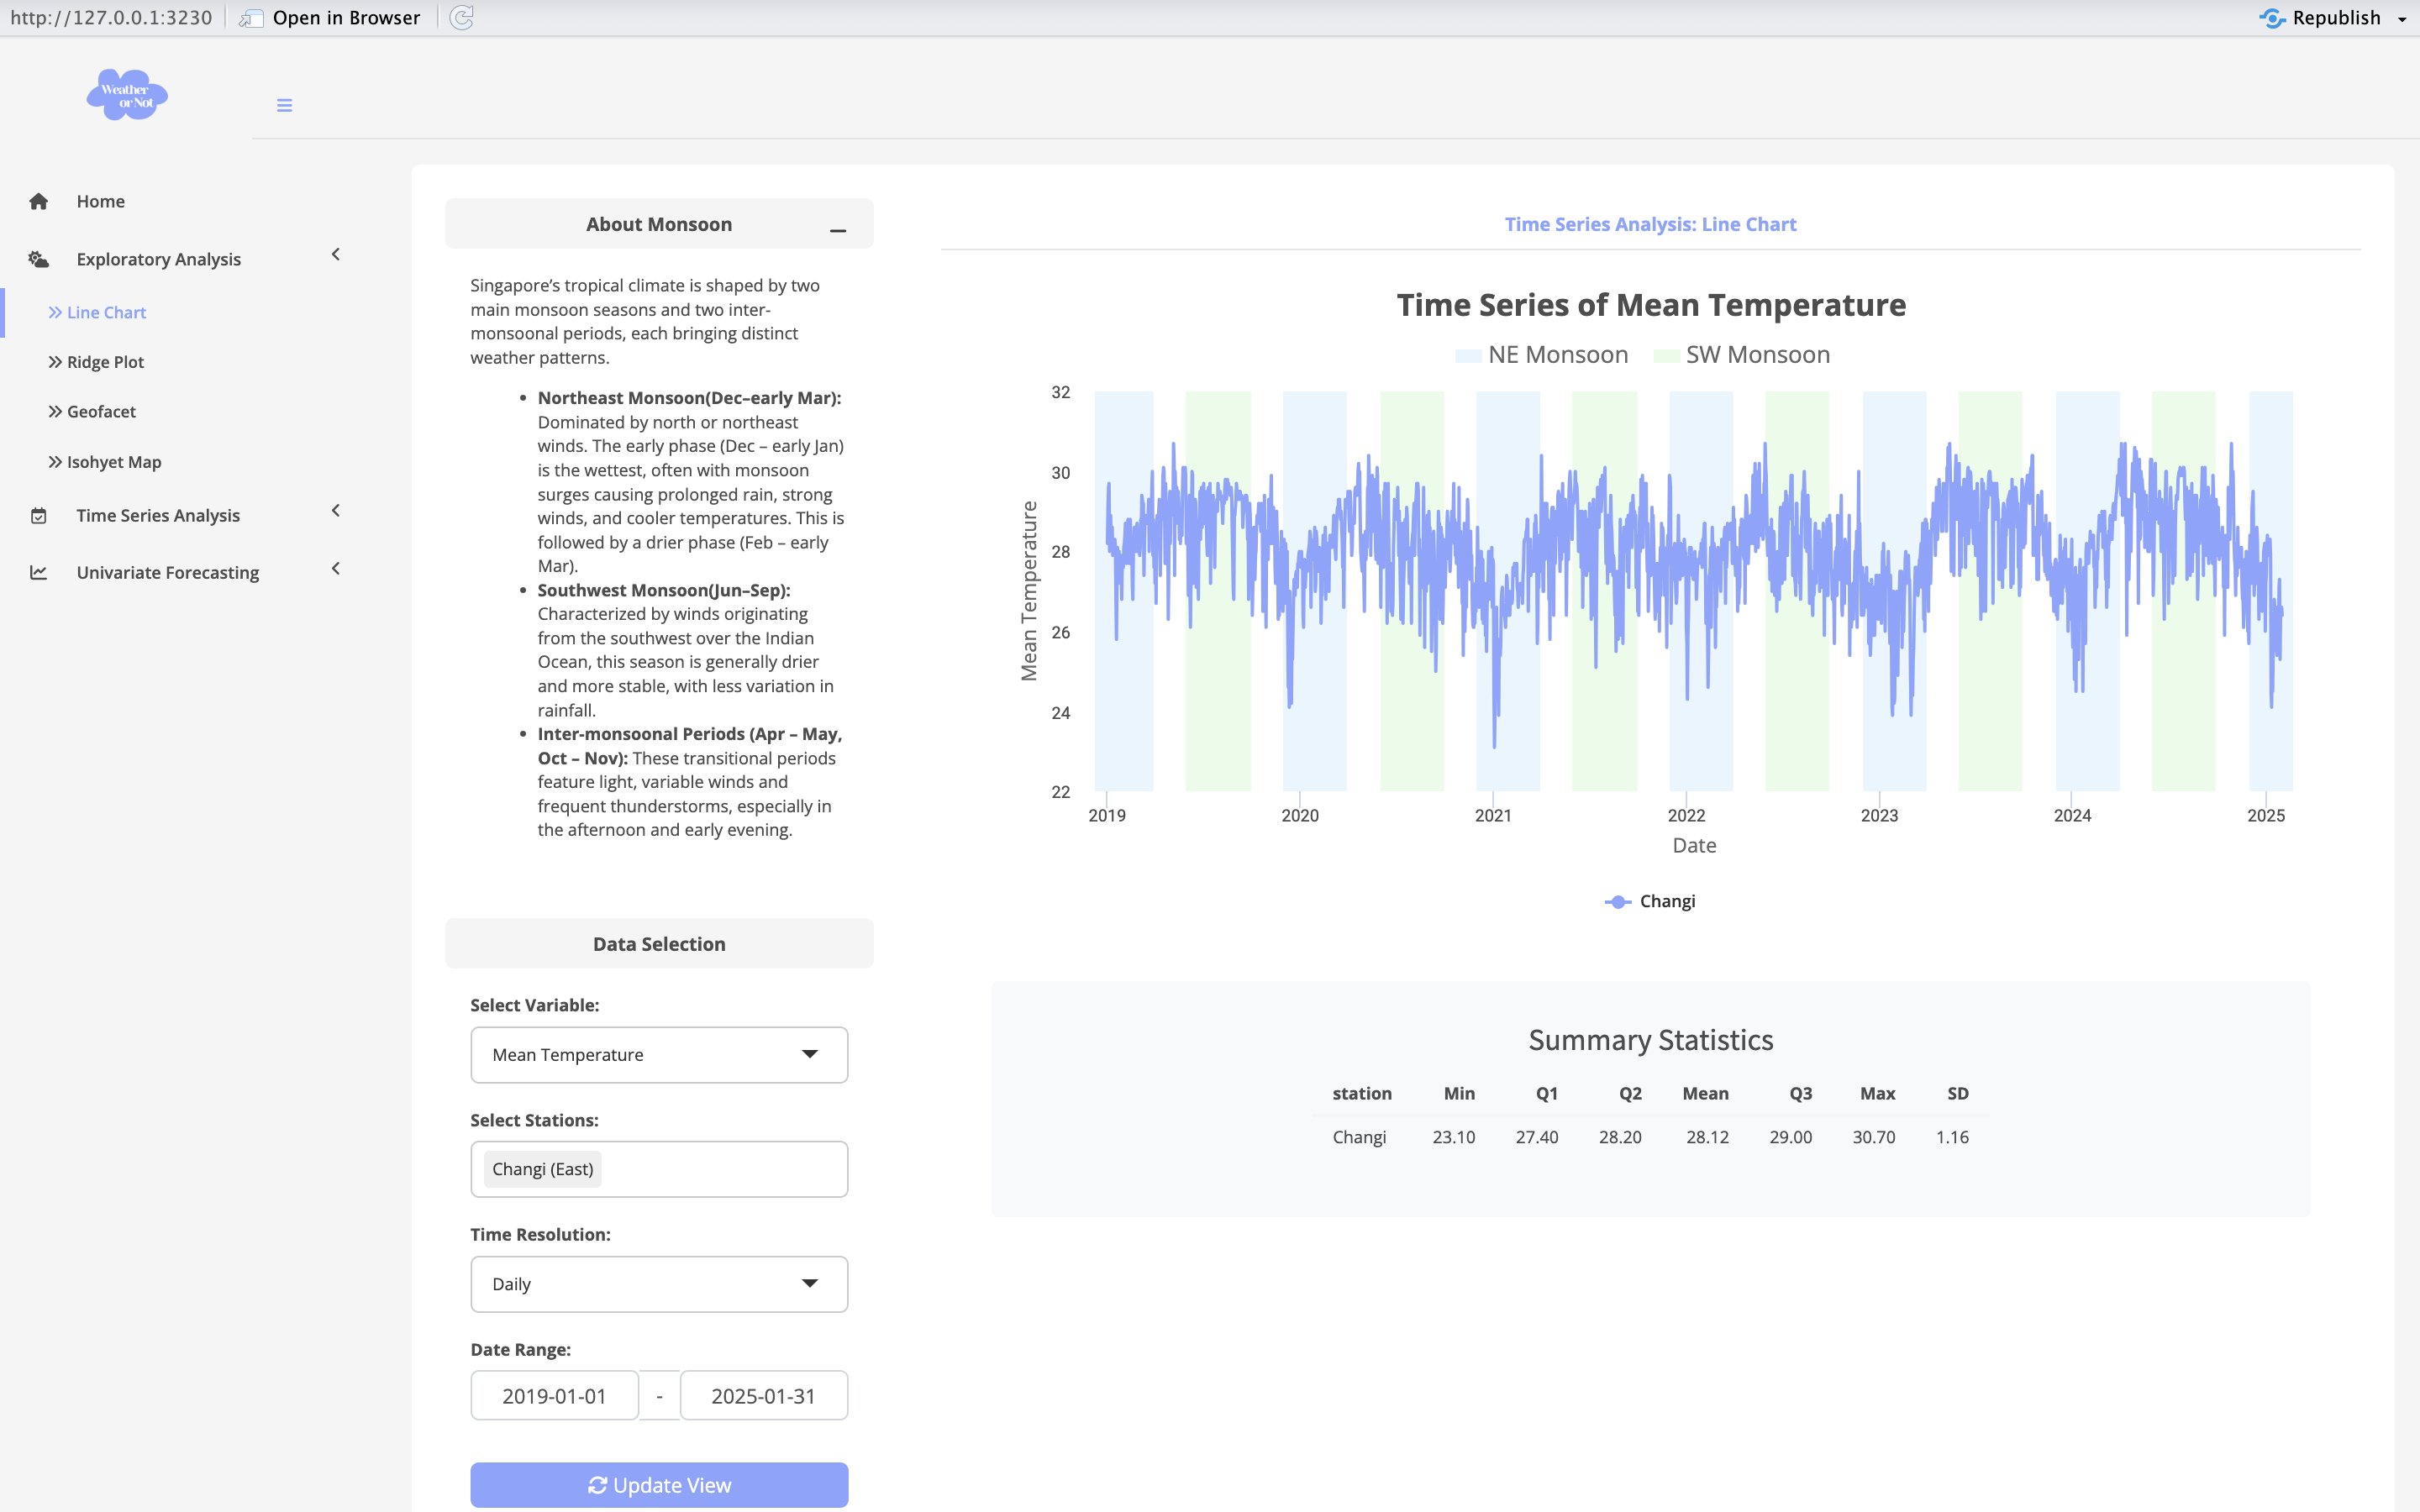 http://127.0.0.1:3230
Open in Browser
Republish
Weather
or Not
Home
Exploratory Analysis
Line Chart
Ridge Plot
Geofacet
Isohyet Map
Time Series Analysis
Univariate Forecasting
About Monsoon
Singapore’s tropical climate is shaped by two
main monsoon seasons and two inter-
monsoonal periods, each bringing distinct
weather patterns.
• Northeast Monsoon(Dec–early Mar):
Dominated by north or northeast
winds. The early phase (Dec – early Jan)
is the wettest, often with monsoon
surges causing prolonged rain, strong
winds, and cooler temperatures. This is
followed by a drier phase (Feb – early
Mar).
• Southwest Monsoon(Jun–Sep):
Characterized by winds originating
from the southwest over the Indian
Ocean, this season is generally drier
and more stable, with less variation in
rainfall.
• Inter-monsoonal Periods (Apr – May,
Oct – Nov): These transitional periods
feature light, variable winds and
frequent thunderstorms, especially in
the afternoon and early evening.
Data Selection
Select Variable:
Mean Temperature
Select Stations:
Changi (East)
Time Resolution:
Daily
Date Range:
2019-01-01 - 2025-01-31
Update View
Time Series Analysis: Line Chart
Time Series of Mean Temperature
NE Monsoon SW Monsoon
Mean Temperature
32
30
28
26
24
22
2019 2020 2021 2022 2023 2024 2025
Date
Changi
Summary Statistics
station Min Q1 Q2 Mean Q3 Max SD
Changi 23.10 27.40 28.20 28.12 29.00 30.70 1.16